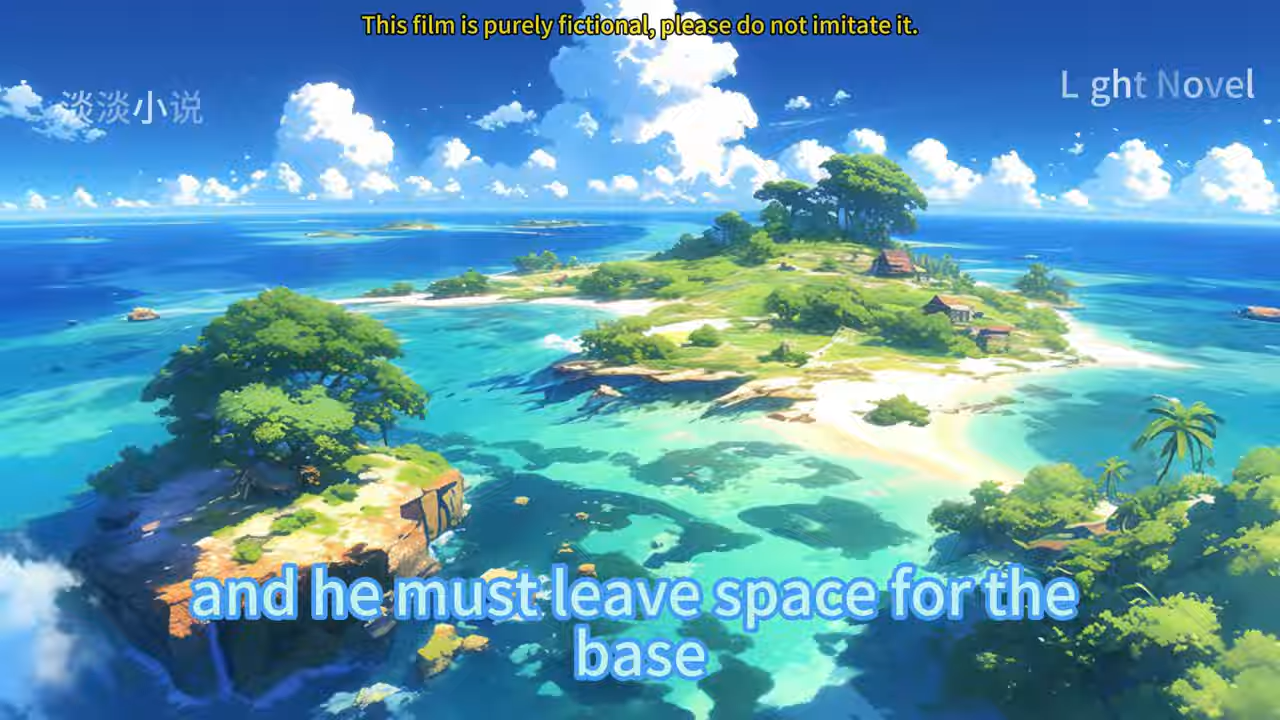 This film is purely fictional, please do not imitate it.
淡淡小说
L ght Novel
and he must leave space for the
base